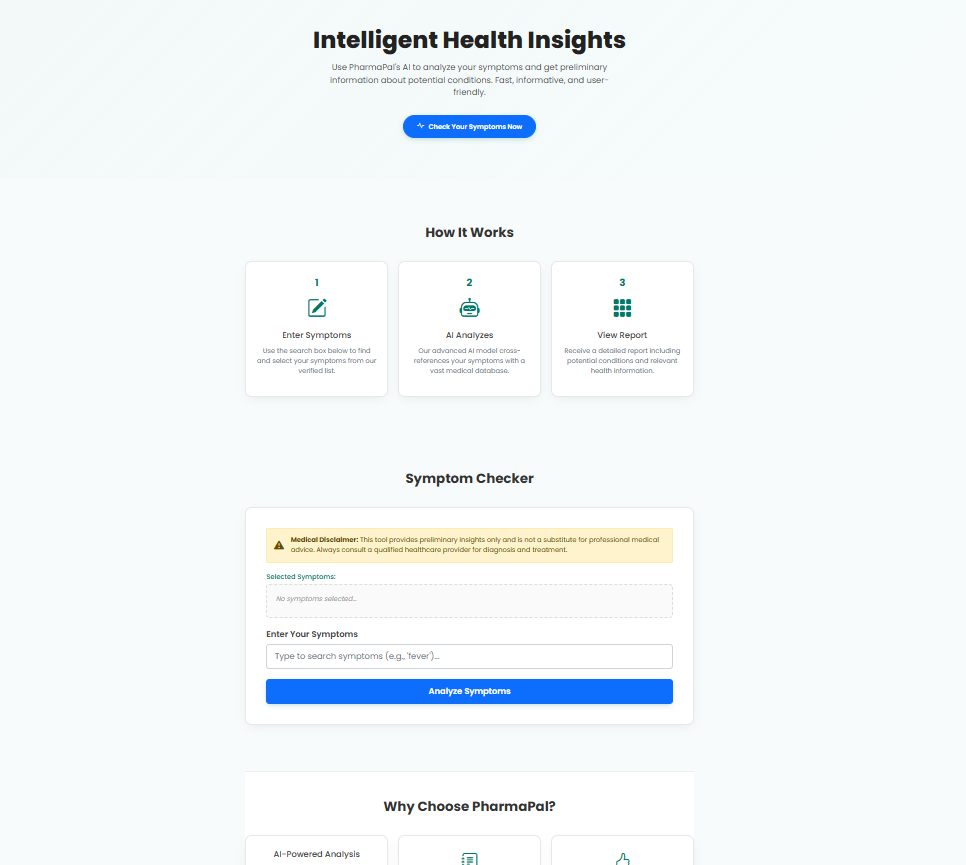 Intelligent Health Insights
Use PharmaPal's AI to analyze your symptoms and get preliminary
information about potential conditions. Fast, informative, and user-
friendly.
Check Your Symptoms Now
How It Works
1
Enter Symptoms
Use the search box below to find
and select your symptoms from our
verified list.
2
AI Analyzes
Our advanced AI model cross-
references your symptoms with a
vast medical database.
3
View Report
Receive a detailed report including
potential conditions and relevant
health information.
Symptom Checker
Medical Disclaimer: This tool provides preliminary insights only and is not a substitute for professional medical
advice. Always consult a qualified healthcare provider for diagnosis and treatment.
Selected Symptoms:
No symptoms selected...
Enter Your Symptoms
Type to search symptoms (e.g., 'fever')...
Analyze Symptoms
Why Choose PharmaPal?
AI-Powered Analysis